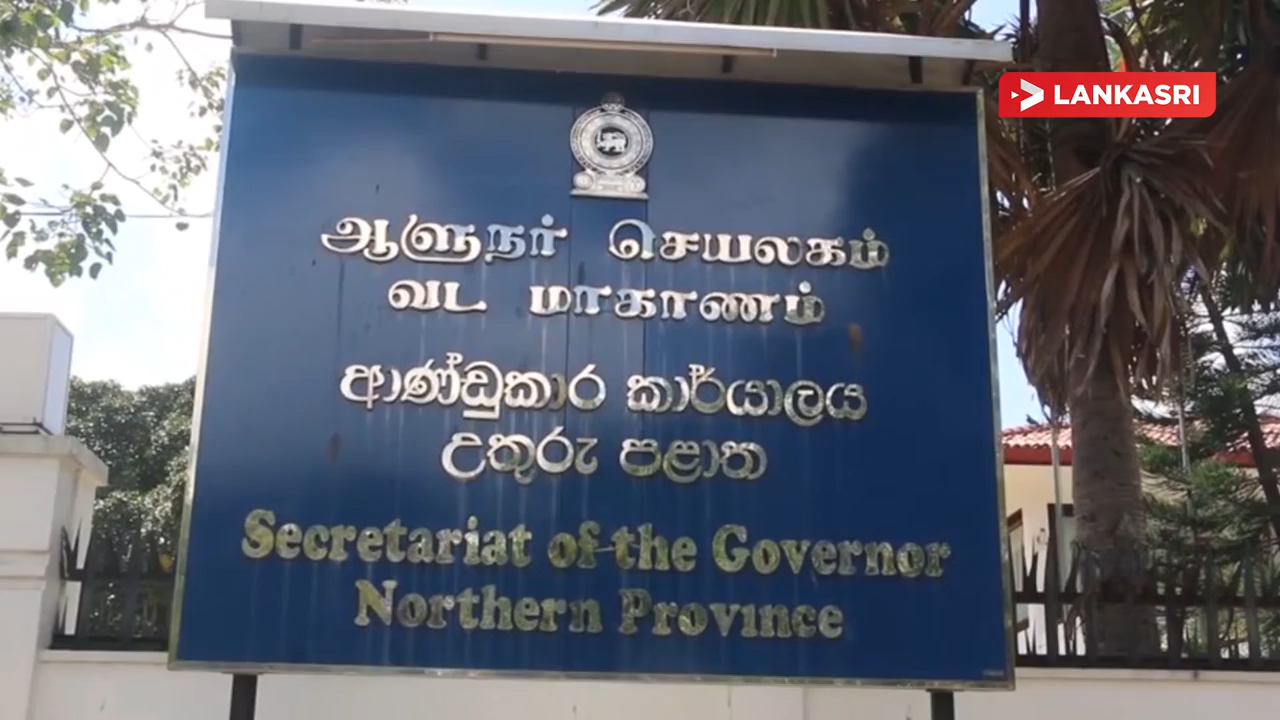 LANKASRI
ஆளுநர் செயலகம்
வட மாகாணம்
ආණ්ඩුකාර කාර්යාලය
උතුරු පළාත
Secretariat of the Governor
Northern Province